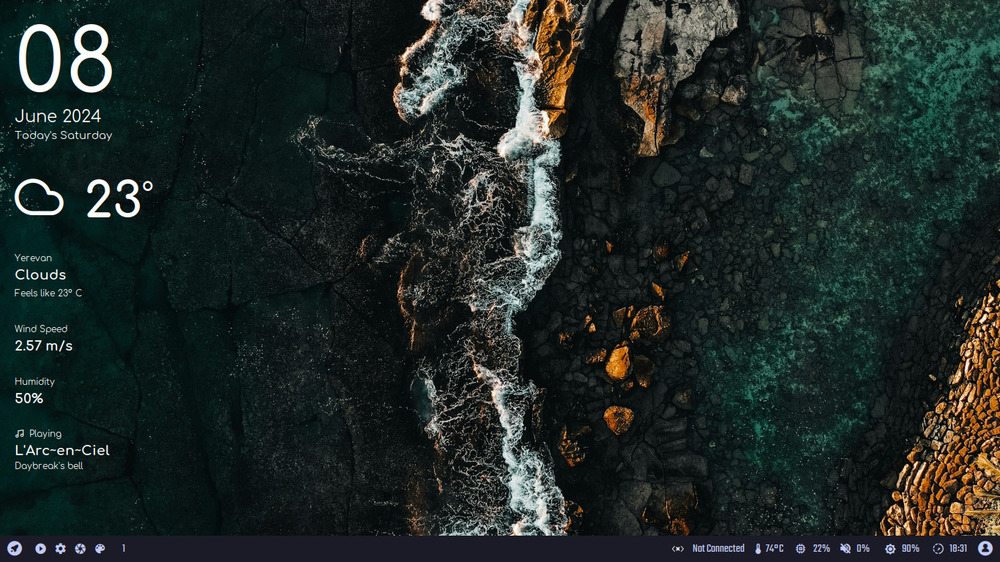 08
June 2024
Today's Saturday
23°
Yerevan
Clouds
Feels like 23° C
Wind Speed
2.57 m/s
Humidity
50%
Playing
L'Arc~en~Ciel
Daybreak's bell
1 Not Connected 74°C 22% 0% 90% 18:31